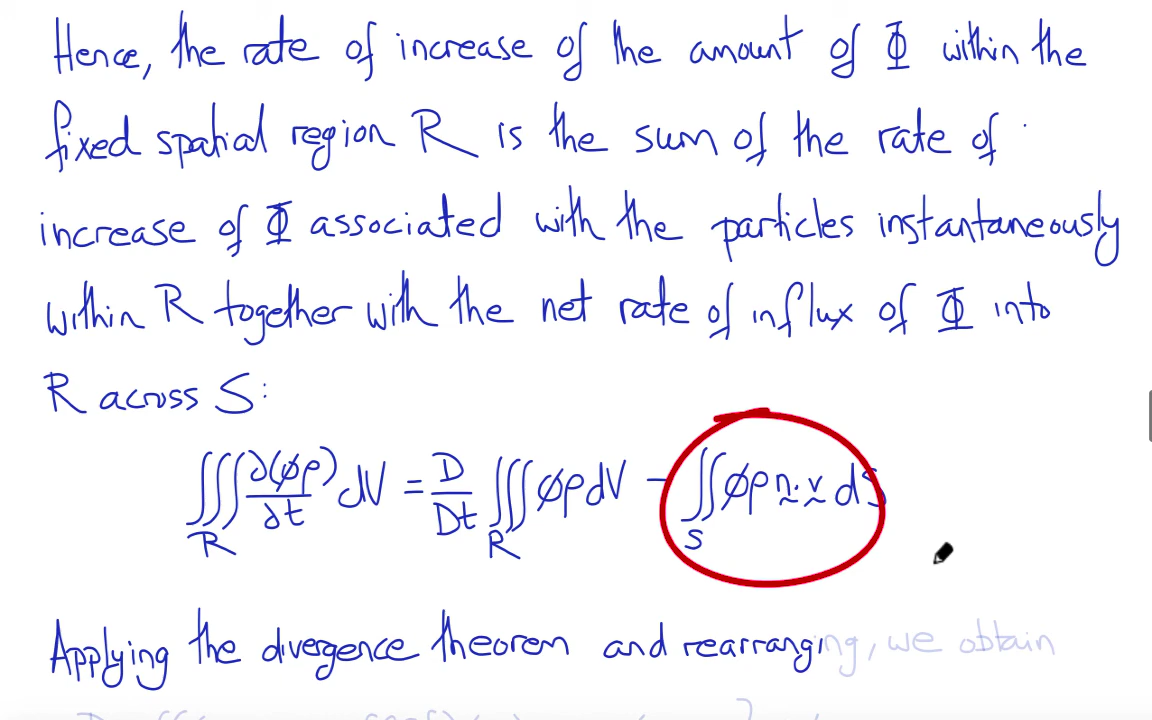 Hence, the rate of increase of the amount of Φ within the
fixed spatial region R is the sum of the rate of
increase of Φ associated with the particles instantaneously
within R together with the net rate of influx of Φ into
R across S:
∭_R ∂(φρ)/∂t dV = D/Dt ∭_R φρ dV - ∬_S φρ n̰·v̰ dS
Applying the divergence theorem and rearranging, we obtain